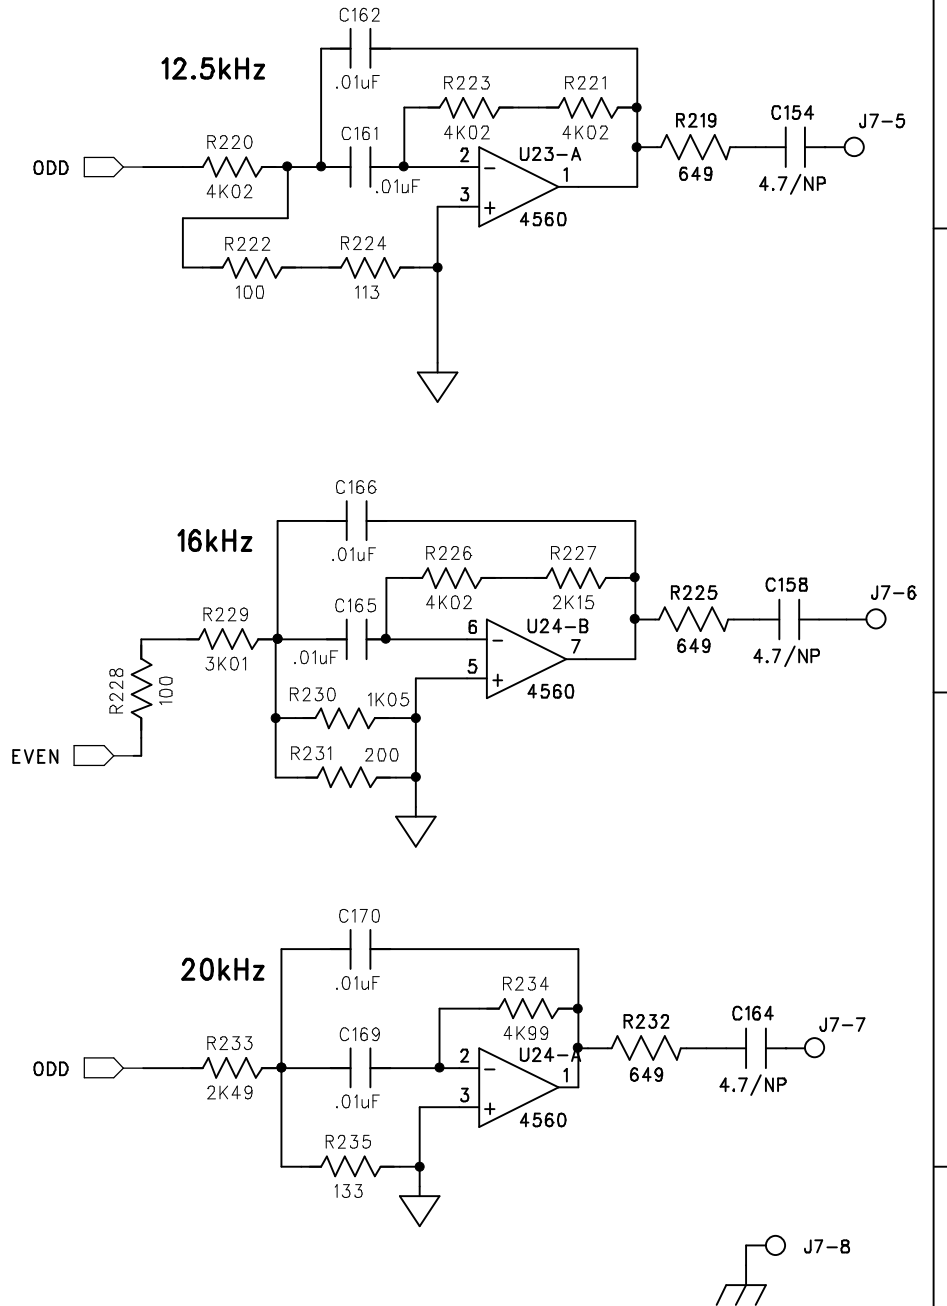 C162
12.5kHz
.01uF
R223
R221
4K02
4K02
R219
C154
J7-5
649
4.7/NP
ODD
R220
4K02
C161
.01uF
2
-
U23-A
1
3
+
4560
R222
R224
100
113
C166
16kHz
.01uF
R226
R227
4K02
2K15
R225
C158
J7-6
649
4.7/NP
R229
3K01
C165
.01uF
6
-
U24-B
7
5
+
4560
R228
100
R230
1K05
R231
200
EVEN
C170
20kHz
.01uF
R234
4K99
R232
C164
J7-7
649
4.7/NP
ODD
R233
2K49
C169
.01uF
2
-
U24-A
1
3
+
4560
R235
133
J7-8